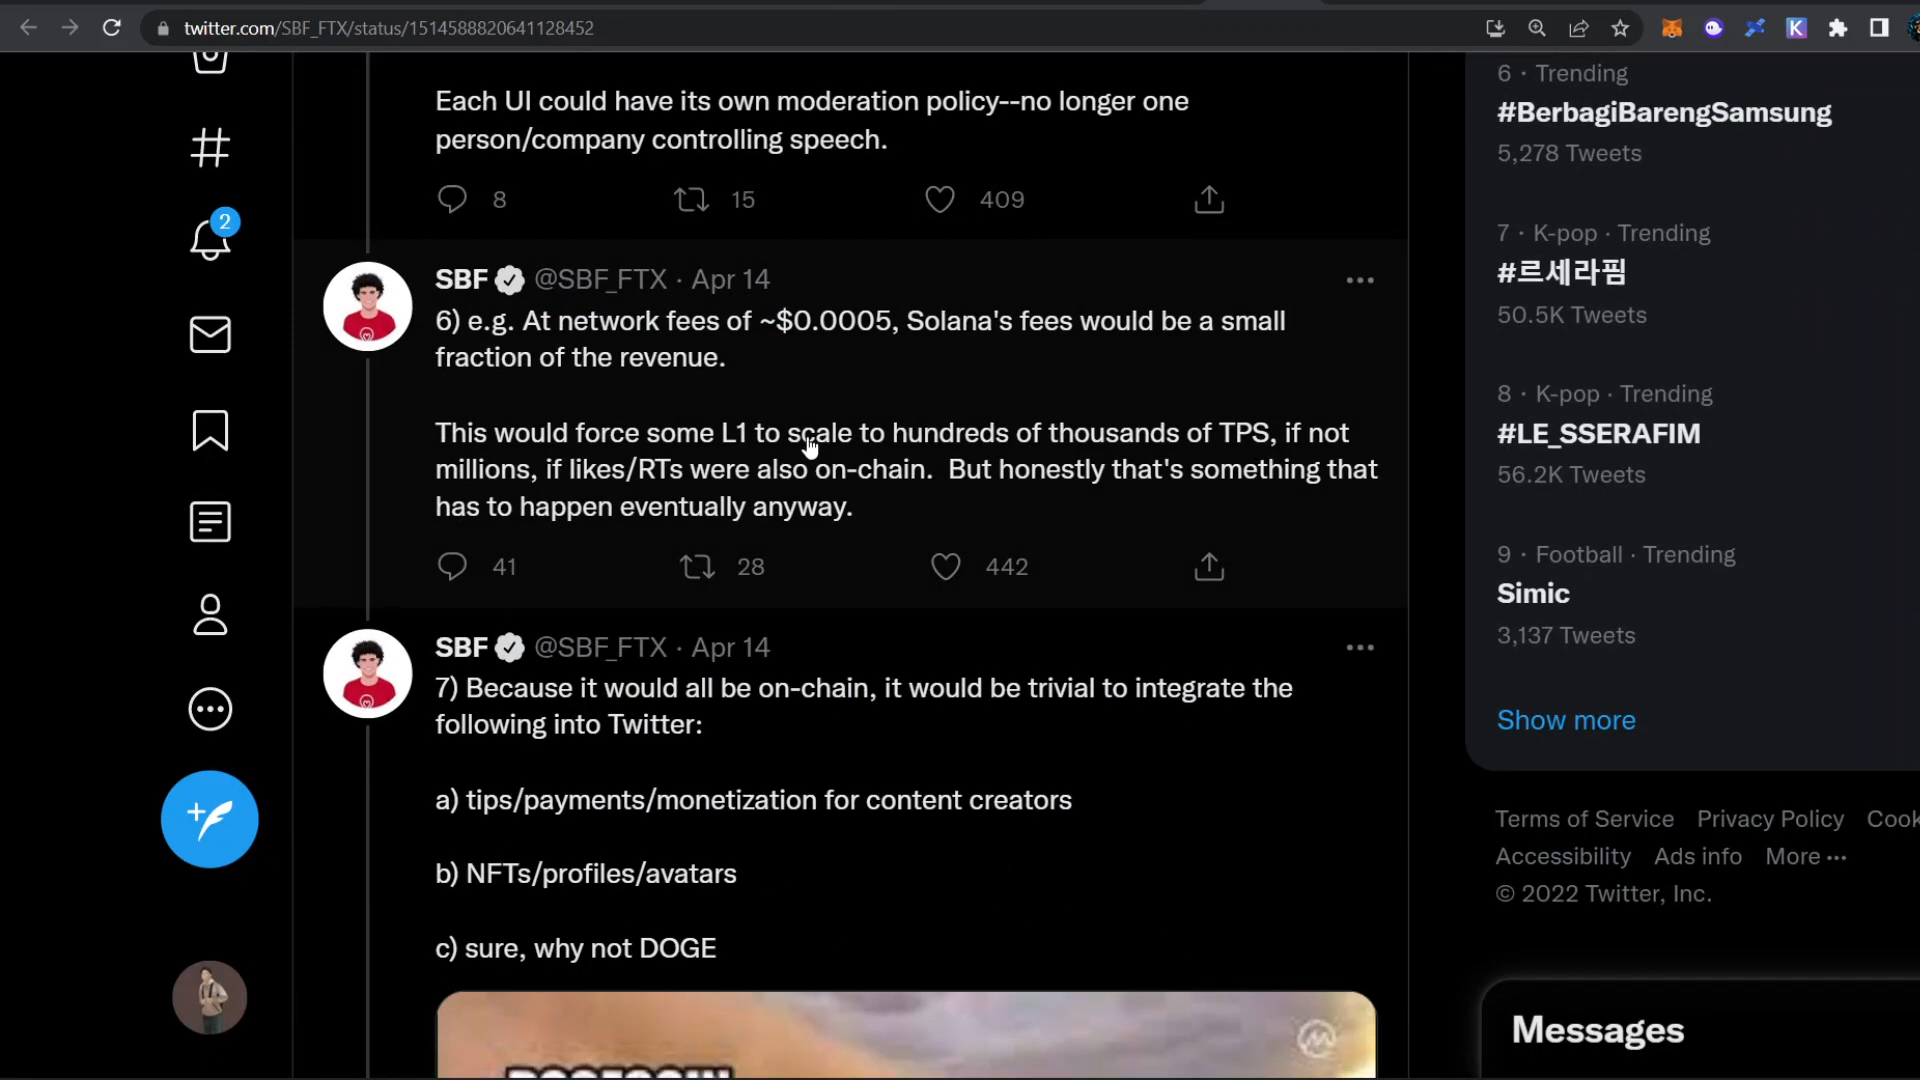 twitter.com/SBF_FTX/status/1514588820641128452
K
Each UI could have its own moderation policy--no longer one
person/company controlling speech.
8 15 409
2
SBF @SBF_FTX · Apr 14
6) e.g. At network fees of ~$0.0005, Solana's fees would be a small
fraction of the revenue.
This would force some L1 to scale to hundreds of thousands of TPS, if not
millions, if likes/RTs were also on-chain.  But honestly that's something that
has to happen eventually anyway.
41 28 442
SBF @SBF_FTX · Apr 14
7) Because it would all be on-chain, it would be trivial to integrate the
following into Twitter:
a) tips/payments/monetization for content creators
b) NFTs/profiles/avatars
c) sure, why not DOGE
6 · Trending
#BerbagiBarengSamsung
5,278 Tweets
7 · K-pop · Trending
#르세라핌
50.5K Tweets
8 · K-pop · Trending
#LE_SSERAFIM
56.2K Tweets
9 · Football · Trending
Simic
3,137 Tweets
Show more
Terms of Service Privacy Policy Cook
Accessibility Ads info More ···
© 2022 Twitter, Inc.
Messages